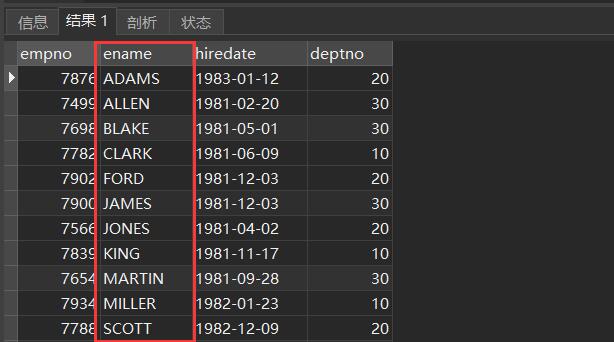 信息 结果 1 剖析 状态
empno ename hiredate deptno
7876 ADAMS 1983-01-12 20
7499 ALLEN 1981-02-20 30
7698 BLAKE 1981-05-01 30
7782 CLARK 1981-06-09 10
7902 FORD 1981-12-03 20
7900 JAMES 1981-12-03 30
7566 JONES 1981-04-02 20
7839 KING 1981-11-17 10
7654 MARTIN 1981-09-28 30
7934 MILLER 1982-01-23 10
7788 SCOTT 1982-12-09 20